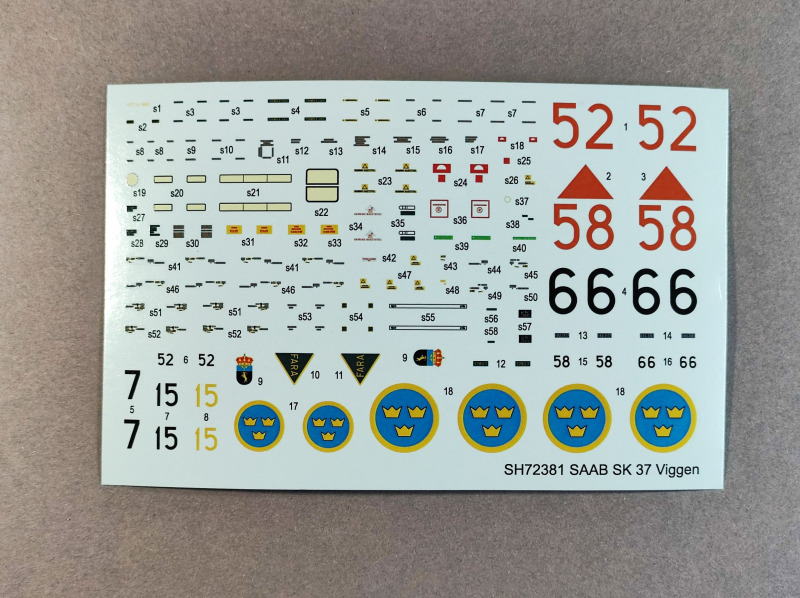 s1 s3 s3 s4 s5 s6 s7 s7
s2
52 1 52
s8 s8 s9 s10 s11 s12 s13 s14 s15 s16 s17 s18
s25
s19 s20 s21 s22 s23 s24 s26
2 3
s27 s37
s28 s29 s30 s31 s32 s33 s34 s35 s36 s38
58 58
s39 s40
s41 s41 s42 s43 s44 s45
s46 s46 s47 s48 s49 s50
66 4 66
s51 s51 s53 s54 s55 s56 s57
s52 s52 s58
13 14
52 6 52 9 FARA 10 11 FARA 9 12 58 15 58 66 16 66
7 15 15
5 7 8 17 18 18
7 15 15
SH72381 SAAB SK 37 Viggen